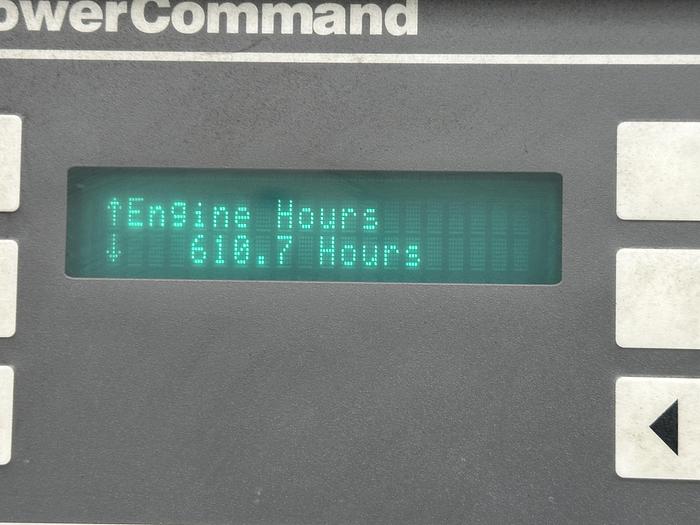 owerCommand
↑Engine Hours
↓ 610.7 Hours